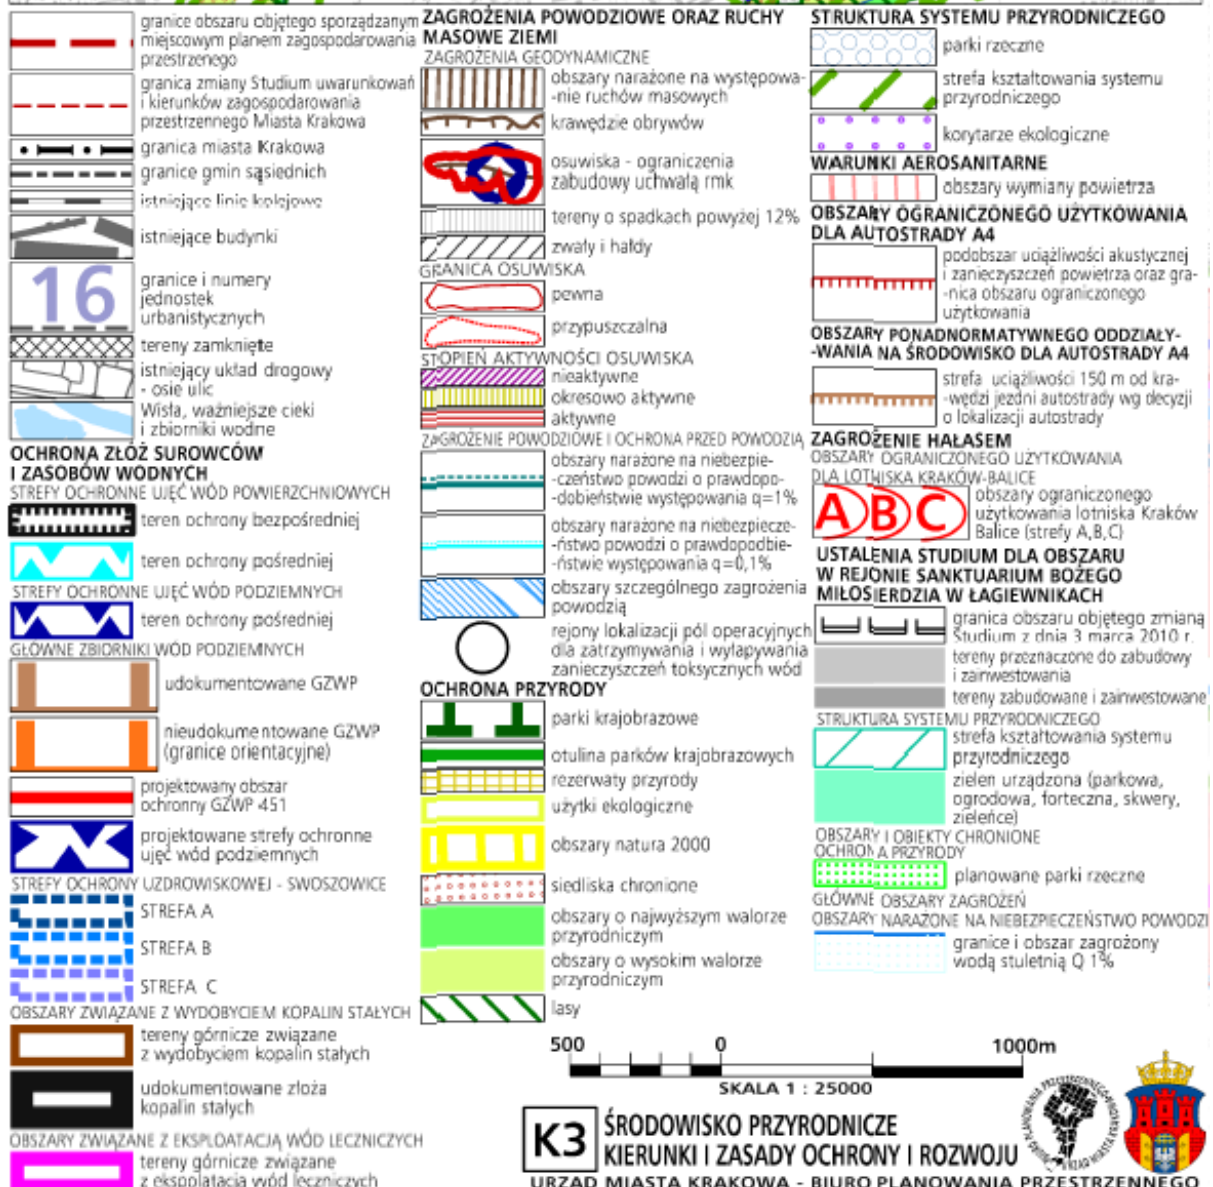 granice obszaru objętego sporządzanym
miejscowym planem zagospodarowania
przestrzenego
granica zmiany Studium uwarunkowań
i kierunków zagospodarowania
przestrzennego Miasta Krakowa
granica miasta Krakowa
granice gmin sąsiednich
istniejące linie kolejowe
istniejące budynki
16
granice i numery
jednostek
urbanistycznych
tereny zamknięte
istniejący układ drogowy
- osie ulic
Wisła, ważniejsze cieki
i zbiorniki wodne
OCHRONA ZŁÓŻ SUROWCÓW
I ZASOBÓW WODNYCH
STREFY OCHRONNE UJĘĆ WÓD POWIERZCHNIOWYCH
teren ochrony bezpośredniej
teren ochrony pośredniej
STREFY OCHRONNE UJĘĆ WÓD PODZIEMNYCH
teren ochrony pośredniej
GŁÓWNE ZBIORNIKI WÓD PODZIEMNYCH
udokumentowane GZWP
nieudokumentowane GZWP
(granice orientacyjne)
projektowany obszar
ochronny GZWP 451
projektowane strefy ochronne
ujęć wód podziemnych
STREFY OCHRONY UZDROWISKOWEJ - SWOSZOWICE
STREFA A
STREFA B
STREFA C
OBSZARY ZWIĄZANE Z WYDOBYCIEM KOPALIN STAŁYCH
tereny górnicze związane
z wydobyciem kopalin stałych
udokumentowane złoża
kopalin stałych
OBSZARY ZWIĄZANE Z EKSPLOATACJĄ WÓD LECZNICZYCH
tereny górnicze związane
z eksploatacją wód leczniczych
ZAGROŻENIA POWODZIOWE ORAZ RUCHY
MASOWE ZIEMI
ZAGROŻENIA GEODYNAMICZNE
obszary narażone na występowa-
-nie ruchów masowych
krawędzie obrywów
osuwiska - ograniczenia
zabudowy uchwałą rmk
tereny o spadkach powyżej 12%
zwały i hałdy
GRANICA OSUWISKA
pewna
przypuszczalna
STOPIEŃ AKTYWNOŚCI OSUWISKA
nieaktywne
okresowo aktywne
aktywne
ZAGROŻENIE POWODZIOWE I OCHRONA PRZED POWODZIĄ
obszary narażone na niebezpie-
-czeństwo powodzi o prawdopo-
-dobieństwie występowania q=1%
obszary narażone na niebezpiecze-
-ństwo powodzi o prawdopodbie-
-ństwie występowania q=0,1%
obszary szczególnego zagrożenia
powodzią
rejony lokalizacji pól operacyjnych
dla zatrzymywania i wyłapywania
zanieczyszczeń toksycznych wód
OCHRONA PRZYRODY
parki krajobrazowe
otulina parków krajobrazowych
rezerwaty przyrody
użytki ekologiczne
obszary natura 2000
siedliska chronione
obszary o najwyższym walorze
przyrodniczym
obszary o wysokim walorze
przyrodniczym
lasy
STRUKTURA SYSTEMU PRZYRODNICZEGO
parki rzeczne
strefa kształtowania systemu
przyrodniczego
korytarze ekologiczne
WARUNKI AEROSANITARNE
obszary wymiany powietrza
OBSZARY OGRANICZONEGO UŻYTKOWANIA
DLA AUTOSTRADY A4
podobszar uciążliwości akustycznej
i zanieczyszczeń powietrza oraz gra-
-nica obszaru ograniczonego
użytkowania
OBSZARY PONADNORMATYWNEGO ODDZIAŁY-
-WANIA NA ŚRODOWISKO DLA AUTOSTRADY A4
strefa uciążliwości 150 m od kra-
-wędzi jezdni autostrady wg decyzji
o lokalizacji autostrady
ZAGROŻENIE HAŁASEM
OBSZARY OGRANICZONEGO UŻYTKOWANIA
DLA LOTNISKA KRAKÓW-BALICE
A B C
obszary ograniczonego
użytkowania lotniska Kraków
Balice (strefy A,B,C)
USTALENIA STUDIUM DLA OBSZARU
W REJONIE SANKTUARIUM BOŻEGO
MIŁOSIERDZIA W ŁAGIEWNIKACH
granica obszaru objętego zmianą
Studium z dnia 3 marca 2010 r.
tereny przeznaczone do zabudowy
i zainwestowania
tereny zabudowane i zainwestowane
STRUKTURA SYSTEMU PRZYRODNICZEGO
strefa kształtowania systemu
przyrodniczego
zieleń urządzona (parkowa,
ogrodowa, forteczna, skwery,
zieleńce)
OBSZARY I OBIEKTY CHRONIONE
OCHRONA PRZYRODY
planowane parki rzeczne
GŁÓWNE OBSZARY ZAGROŻEŃ
OBSZARY NARAŻONE NA NIEBEZPIECZEŃSTWO POWODZI
granice i obszar zagrożony
wodą stuletnią Q 1%
500 0 1000m
SKALA 1 : 25000
K3
ŚRODOWISKO PRZYRODNICZE
KIERUNKI I ZASADY OCHRONY I ROZWOJU
URZĄD MIASTA KRAKOWA - BIURO PLANOWANIA PRZESTRZENNEGO